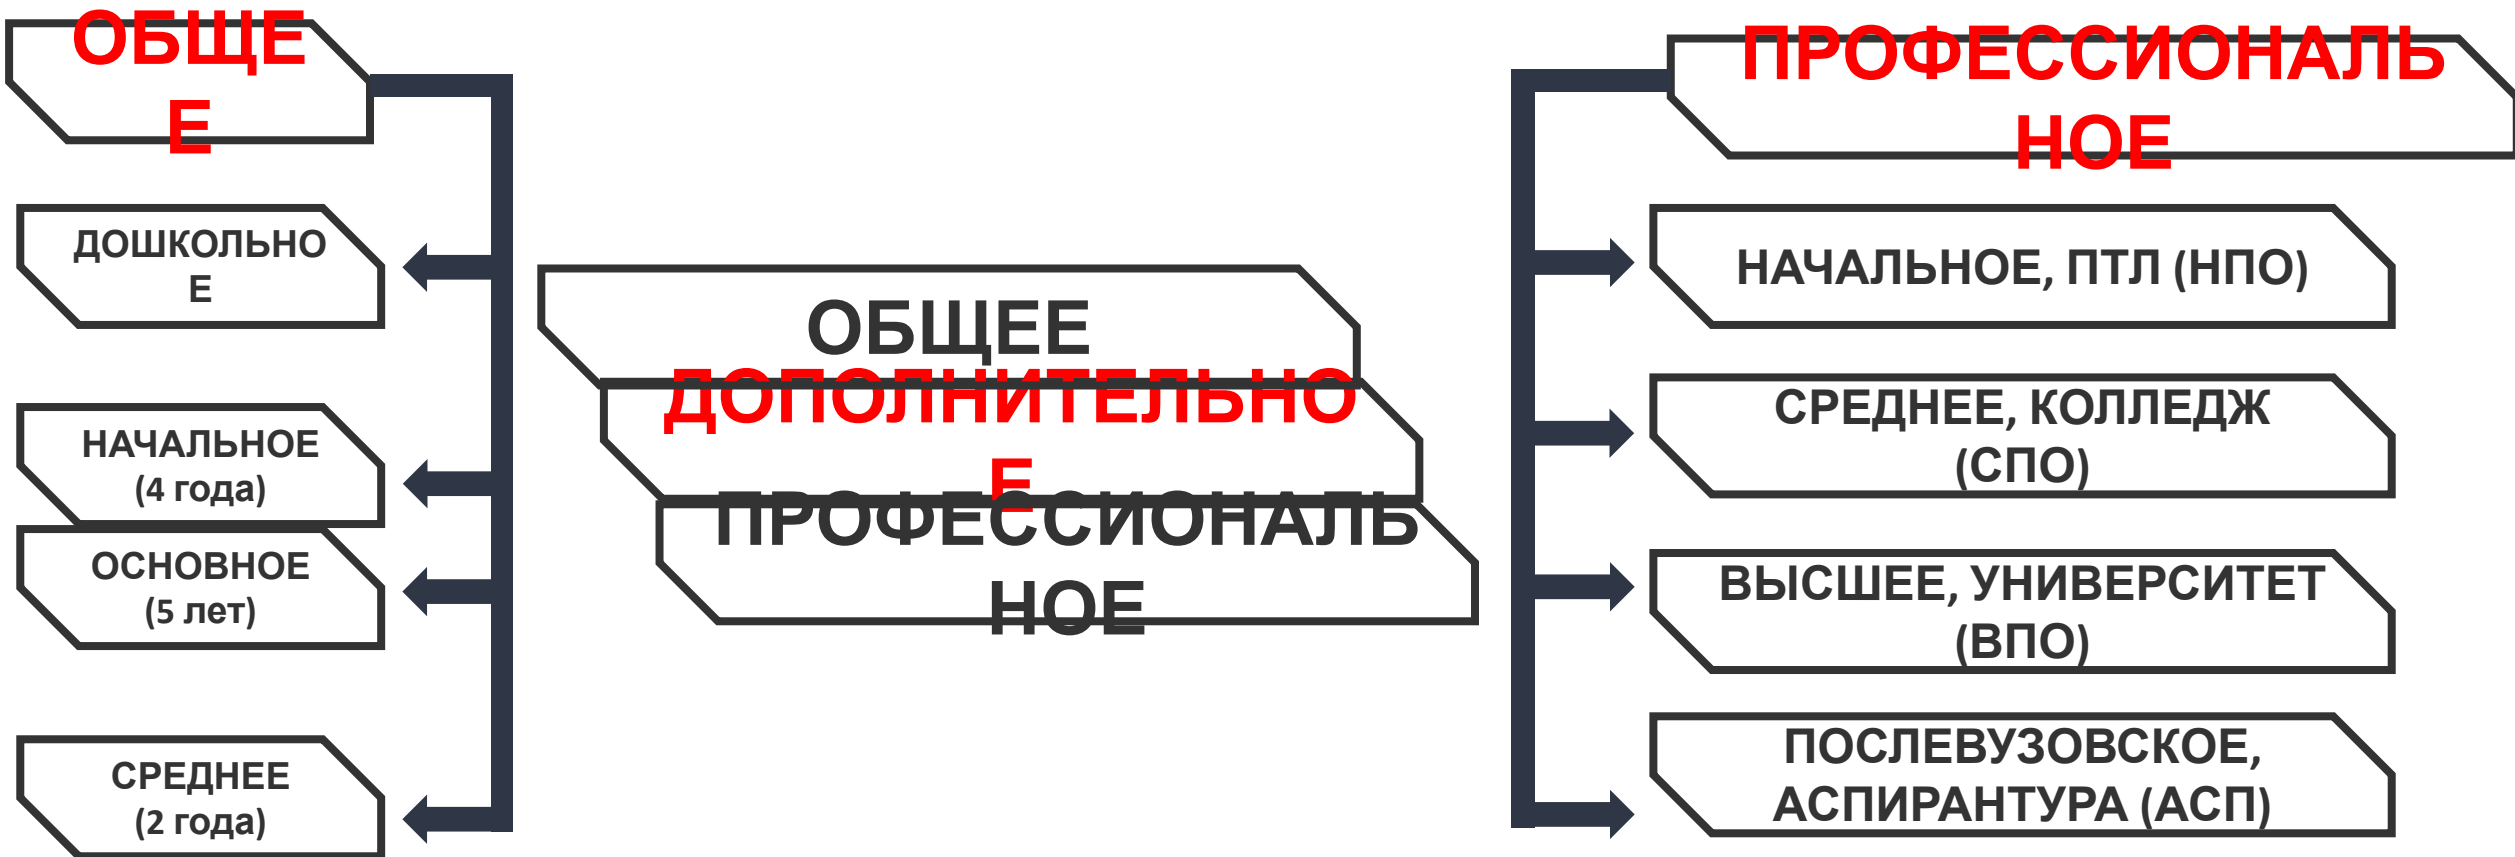 ОБЩЕ
Е
ДОШКОЛЬНО
Е
НАЧАЛЬНОЕ
(4 года)
ОСНОВНОЕ
(5 лет)
СРЕДНЕЕ
(2 года)
ОБЩЕЕ
ДОПОЛНИТЕЛЬНО
Е
ПРОФЕССИОНАЛЬ
НОЕ
ПРОФЕССИОНАЛЬ
НОЕ
НАЧАЛЬНОЕ, ПТЛ (НПО)
СРЕДНЕЕ, КОЛЛЕДЖ
(СПО)
ВЫСШЕЕ, УНИВЕРСИТЕТ
(ВПО)
ПОСЛЕВУЗОВСКОЕ,
АСПИРАНТУРА (АСП)